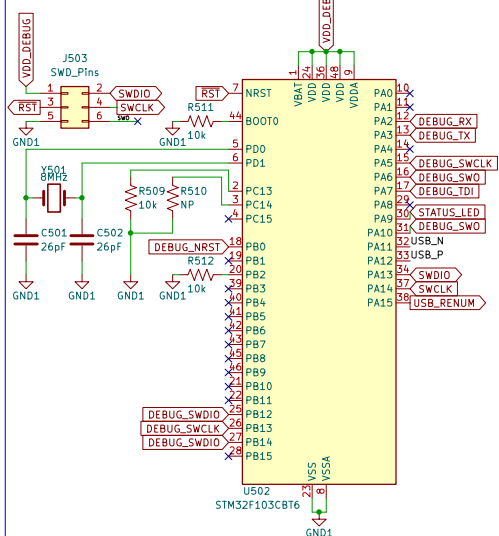 VDD_DEBUG
VDD_DEB
J503
SWD_Pins
1 2 SWDIO
RST 3 4 SWCLK
5 6 SWO
GND1
1 24 36 48 9
VBAT VDD VDD VDD VDDA
RST 7 NRST
R511
10k
GND1
44 BOOT0
5 PD0
6 PD1
Y501
8MHz
C501
26pF
C502
26pF
GND1
GND1
R509
10k
R510
NP
GND1
2 PC13
3 PC14
4 PC15
DEBUG_NRST 18 PB0
19 PB1
R512
10k
GND1
20 PB2
39 PB3
40 PB4
41 PB5
42 PB6
43 PB7
45 PB8
46 PB9
21 PB10
22 PB11
DEBUG_SWDIO 25 PB12
DEBUG_SWCLK 26 PB13
DEBUG_SWDIO 27 PB14
28 PB15
PA0 10
PA1 11
PA2 12 DEBUG_RX
PA3 13 DEBUG_TX
PA4 14
PA5 15 DEBUG_SWCLK
PA6 16 DEBUG_SWO
PA7 17 DEBUG_TDI
PA8 29
PA9 30 STATUS_LED
PA10 31 DEBUG_SWO
PA11 32 USB_N
PA12 33 USB_P
PA13 34 SWDIO
PA14 37 SWCLK
PA15 38 USB_RENUM
VSS VSSA
23 8
U502
STM32F103CBT6
GND1